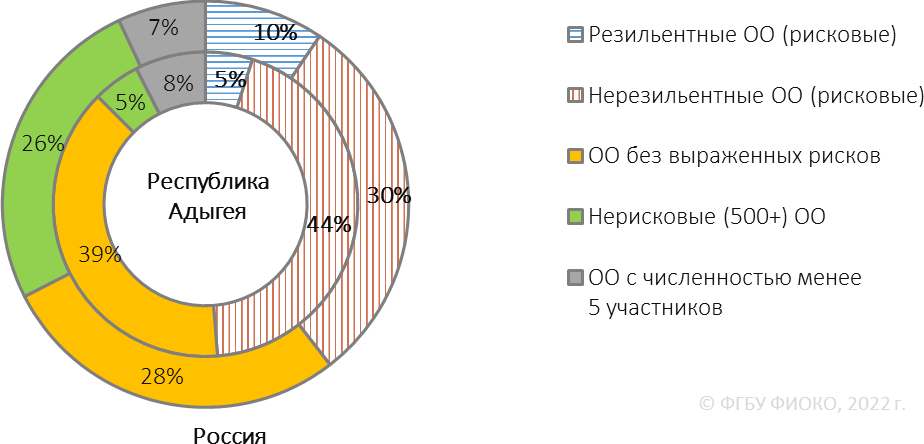 7%
10%
8%
5%
5%
26%
30%
Республика
Адыгея
44%
39%
28%
Россия
Резильентные ОО (рисковые)
Нерезильентные ОО (рисковые)
ОО без выраженных рисков
Нерисковые (500+) ОО
ОО с численностью менее
5 участников
© ФГБУ ФИОКО, 2022 г.